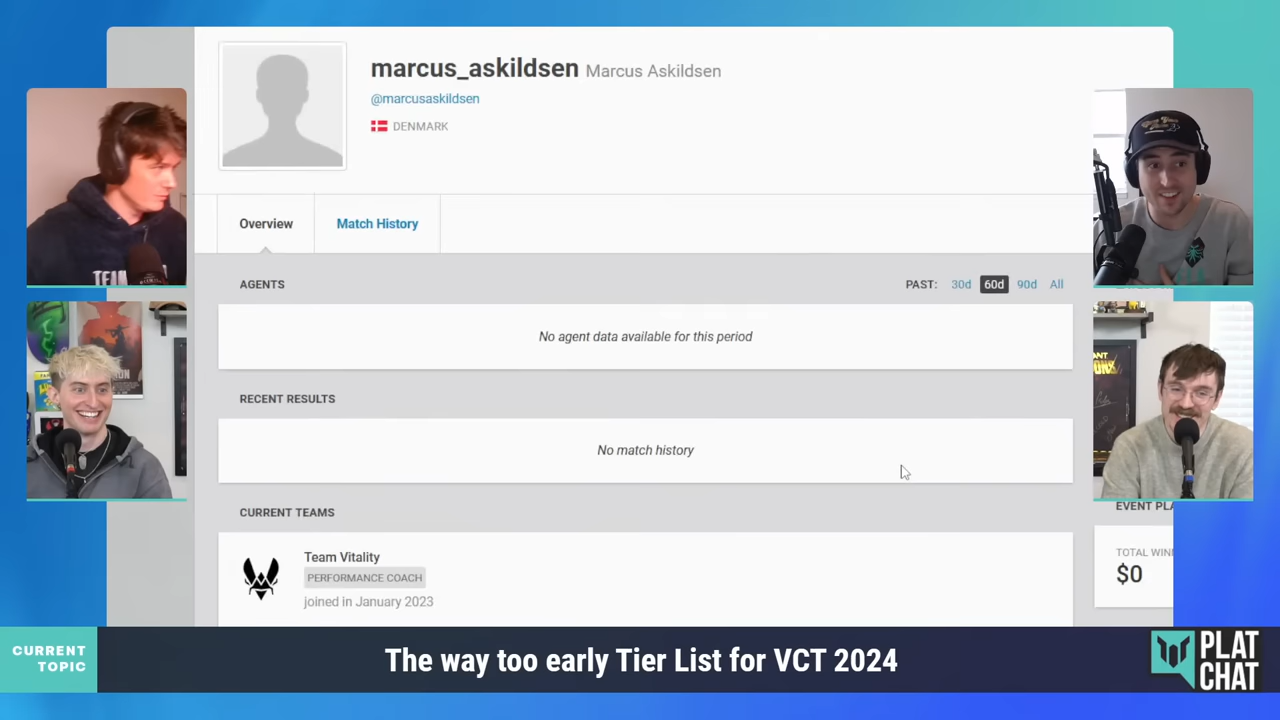 marcus_askildsen Marcus Askildsen
@marcusaskildsen
DENMARK
Overview
Match History
AGENTS
PAST: 30d 60d 90d All
No agent data available for this period
RECENT RESULTS
No match history
CURRENT TEAMS
EVENT PLA
Team Vitality
PERFORMANCE COACH
joined in January 2023
TOTAL WIN
$0
CURRENT TOPIC
The way too early Tier List for VCT 2024
PLAT
CHAT